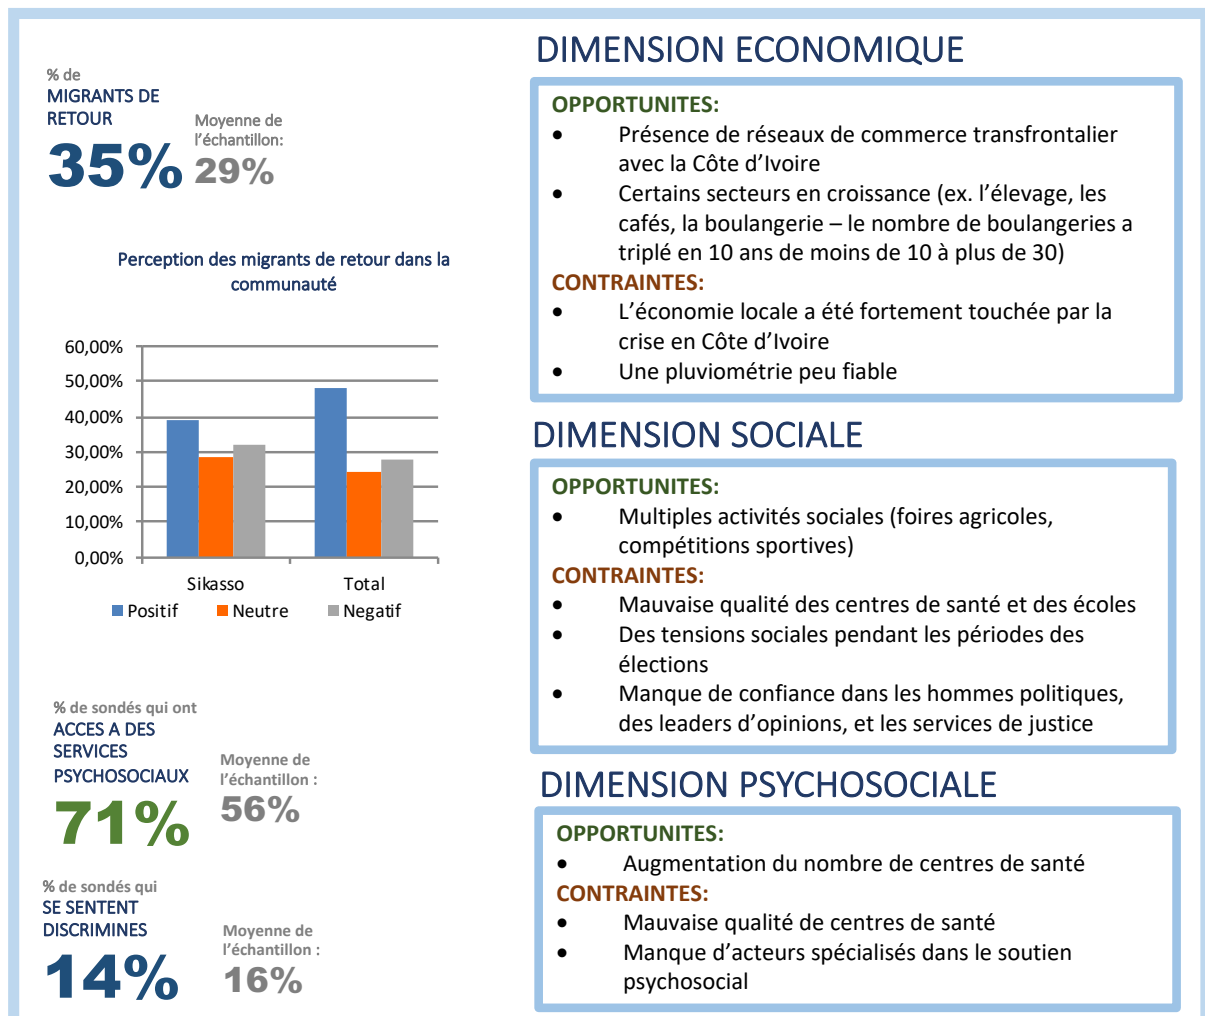 % de
MIGRANTS DE
RETOUR
35%
Moyenne de
l'échantillon:
29%
Perception des migrants de retour dans la
communauté
60,00%
50,00%
40,00%
30,00%
20,00%
10,00%
0,00%
Sikasso
Total
Positif
Neutre
Negatif
% de sondés qui ont
ACCES A DES
SERVICES
PSYCHOSOCIAUX
71%
Moyenne de
l'échantillon :
56%
% de sondés qui
SE SENTENT
DISCRIMINES
14%
Moyenne de
l'échantillon :
16%
DIMENSION ECONOMIQUE
OPPORTUNITES:
• Présence de réseaux de commerce transfrontalier
avec la Côte d'Ivoire
• Certains secteurs en croissance (ex. l'élevage, les
cafés, la boulangerie – le nombre de boulangeries a
triplé en 10 ans de moins de 10 à plus de 30)
CONTRAINTES:
• L'économie locale a été fortement touchée par la
crise en Côte d'Ivoire
• Une pluviométrie peu fiable
DIMENSION SOCIALE
OPPORTUNITES:
• Multiples activités sociales (foires agricoles,
compétitions sportives)
CONTRAINTES:
• Mauvaise qualité des centres de santé et des écoles
• Des tensions sociales pendant les périodes des
élections
• Manque de confiance dans les hommes politiques,
des leaders d'opinions, et les services de justice
DIMENSION PSYCHOSOCIALE
OPPORTUNITES:
• Augmentation du nombre de centres de santé
CONTRAINTES:
• Mauvaise qualité de centres de santé
• Manque d'acteurs spécialisés dans le soutien
psychosocial